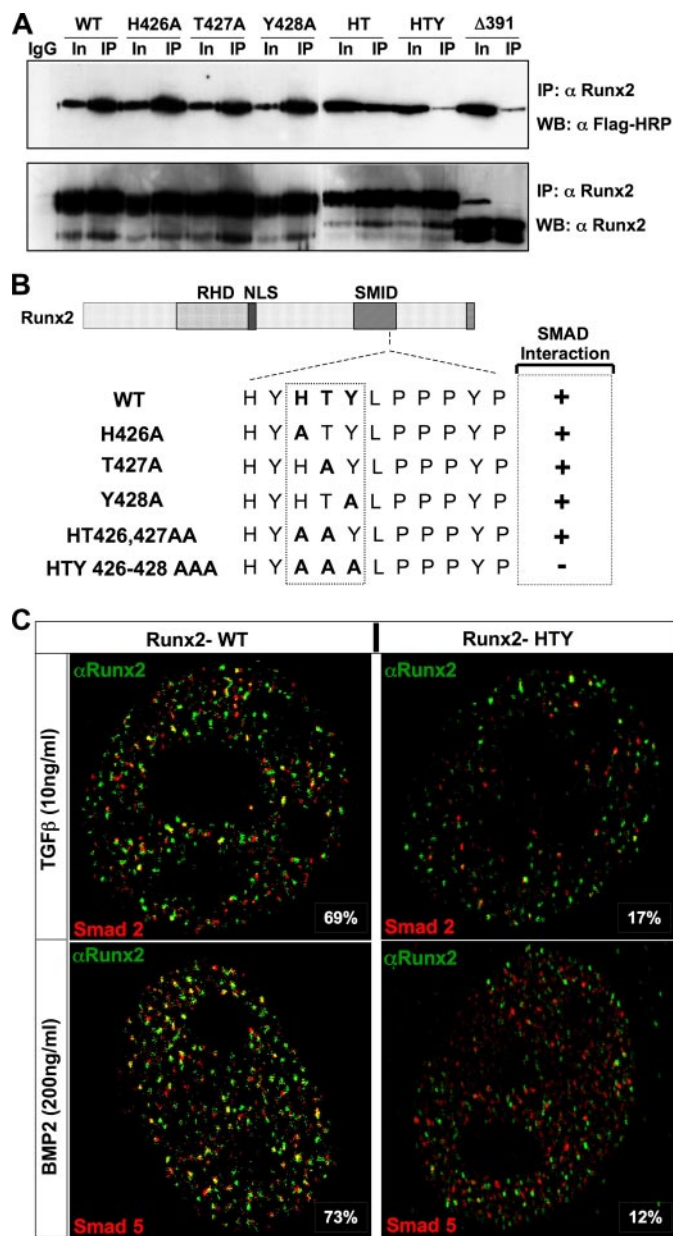 A
WT H426A T427A Y428A HT HTY Δ391
IgG In IP In IP In IP In IP In IP In IP In IP
IP: α Runx2
WB: α Flag-HRP
IP: α Runx2
WB: α Runx2
B
RHD NLS SMID
Runx2
SMAD
Interaction
WT H Y H T Y L P P P Y P +
H426A H Y A T Y L P P P Y P +
T427A H Y H A Y L P P P Y P +
Y428A H Y H T A L P P P Y P +
HT426,427AA H Y A A Y L P P P Y P +
HTY 426-428 AAA H Y A A A L P P P Y P -
C
Runx2- WT Runx2- HTY
TGFβ (10ng/ml)
αRunx2 αRunx2
Smad 2 69% Smad 2 17%
BMP2 (200ng/ml)
αRunx2 αRunx2
Smad 5 73% Smad 5 12%